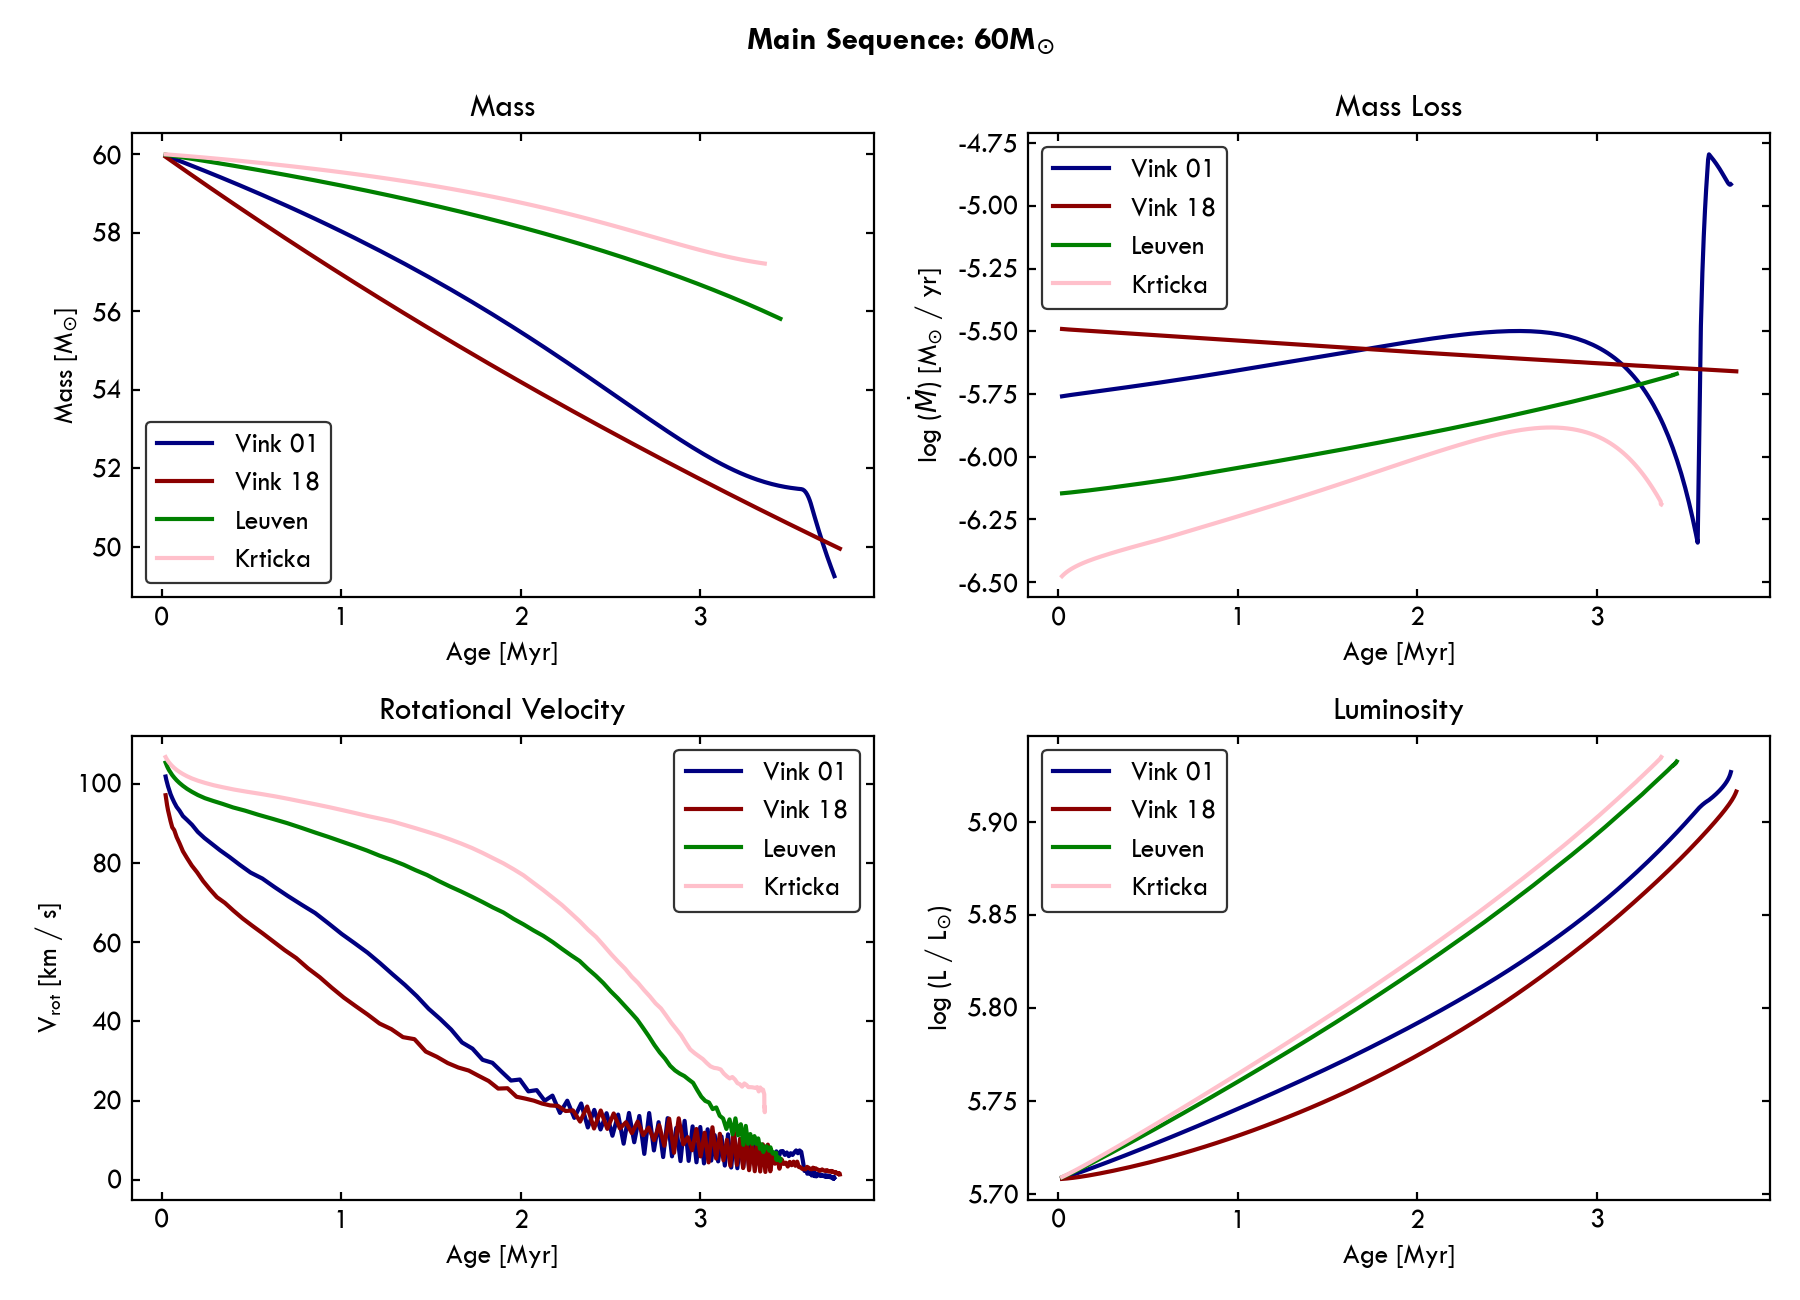 Main Sequence: 60M☉
Mass
60
58
56
54
52
50
Mass [M☉]
Vink 01
Vink 18
Leuven
Krticka
0 1 2 3
Age [Myr]
Mass Loss
-4.75
-5.00
-5.25
-5.50
-5.75
-6.00
-6.25
-6.50
log (Ṁ) [M☉ / yr]
Vink 01
Vink 18
Leuven
Krticka
0 1 2 3
Age [Myr]
Rotational Velocity
100
80
60
40
20
0
Vrot [km / s]
Vink 01
Vink 18
Leuven
Krticka
0 1 2 3
Age [Myr]
Luminosity
5.90
5.85
5.80
5.75
5.70
log (L / L☉)
Vink 01
Vink 18
Leuven
Krticka
0 1 2 3
Age [Myr]